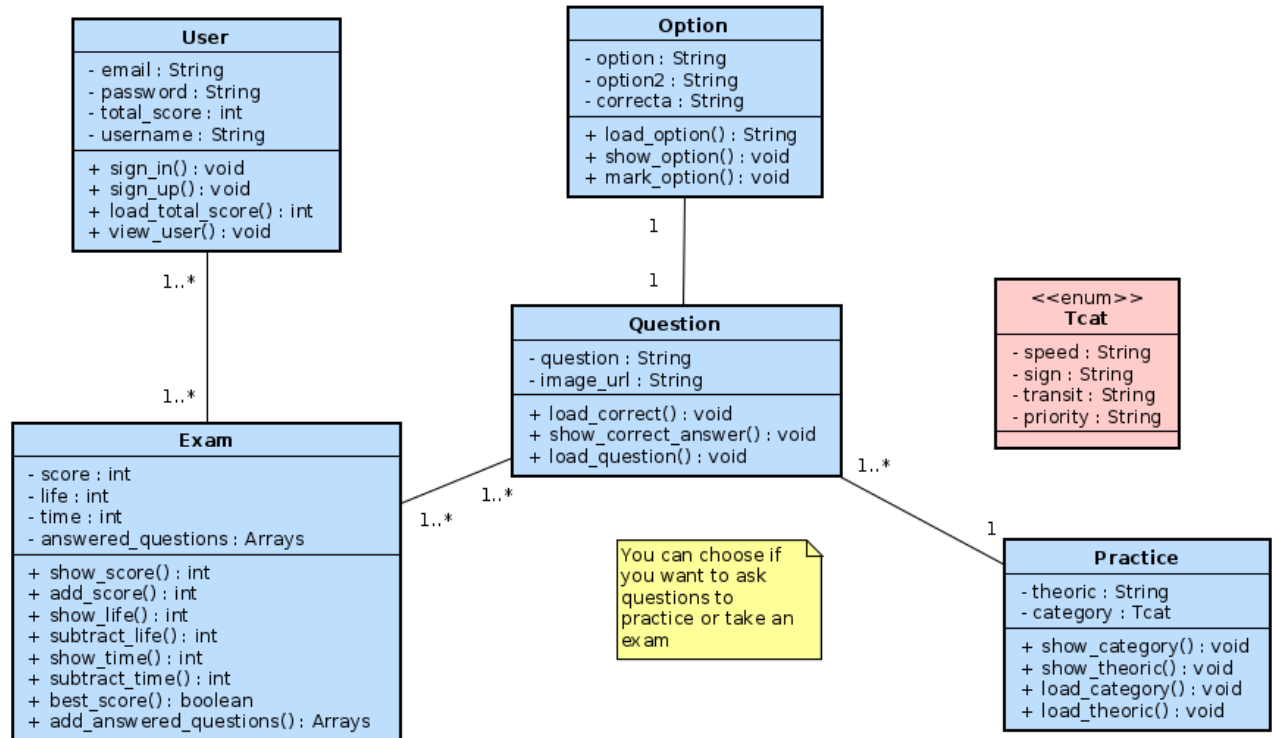 User
- email : String
- password : String
- total_score : int
- username : String
+ sign_in() : void
+ sign_up() : void
+ load_total_score() : int
+ view_user() : void
Option
- option : String
- option2 : String
- correcta : String
+ load_option() : String
+ show_option() : void
+ mark_option() : void
1
1
1..*
1..*
Question
- question : String
- image_url : String
+ load_correct() : void
+ show_correct_answer() : void
+ load_question() : void
<<enum>>
Tcat
- speed : String
- sign : String
- transit : String
- priority : String
Exam
- score : int
- life : int
- time : int
- answered_questions : Arrays
+ show_score() : int
+ add_score() : int
+ show_life() : int
+ subtract_life() : int
+ show_time() : int
+ subtract_time() : int
+ best_score() : boolean
+ add_answered_questions() : Arrays
1..*
1..*
1..*
1
You can choose if
you want to ask
questions to
practice or take an
exam
Practice
- theoric : String
- category : Tcat
+ show_category() : void
+ show_theoric() : void
+ load_category() : void
+ load_theoric() : void